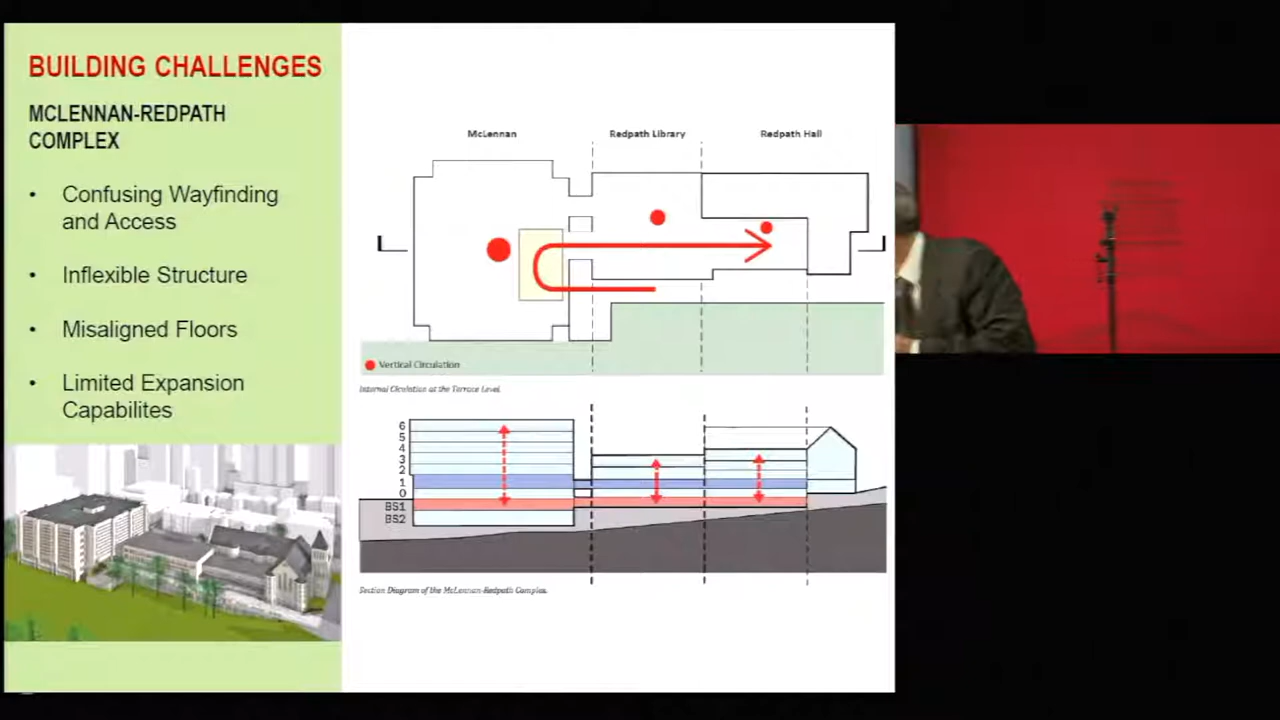 BUILDING CHALLENGES
MCLENNAN-REDPATH
COMPLEX
• Confusing Wayfinding
and Access
• Inflexible Structure
• Misaligned Floors
• Limited Expansion
Capabilites
McLennan
Redpath Library
Redpath Hall
Vertical Circulation
Internal Ciculation at the Terrace Level.
6
5
4
3
2
1
0
BS1
BS2
Section Diagram of the McLennan-Redpath Complex.